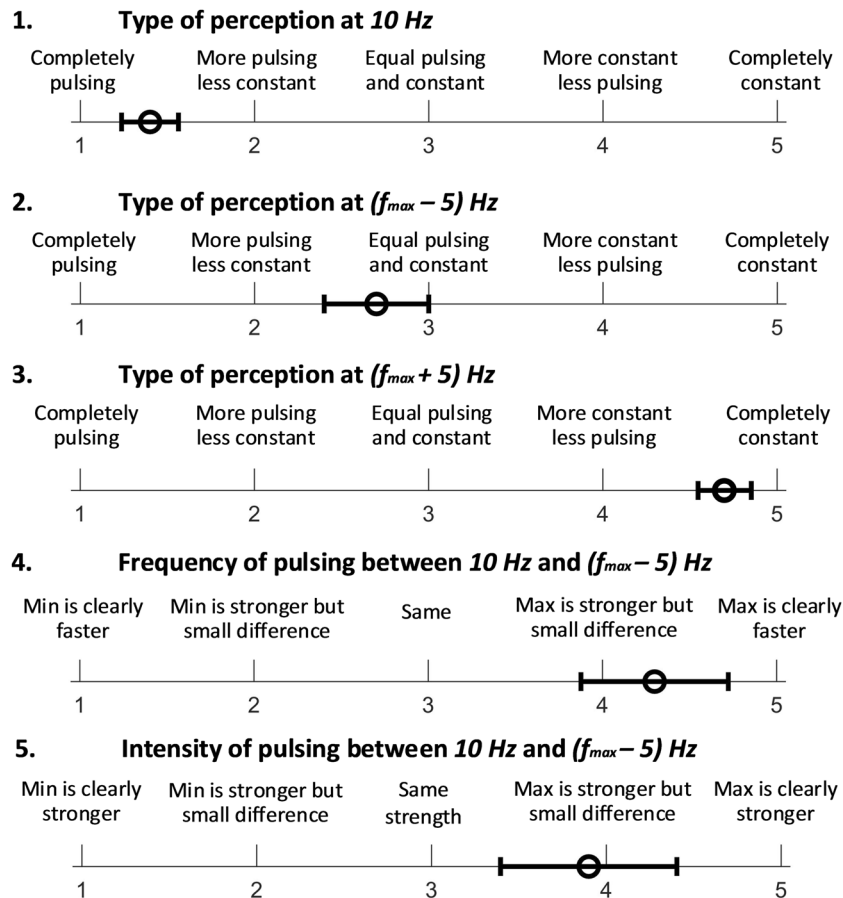 1. Type of perception at 10 Hz
Completely pulsing
More pulsing less constant
Equal pulsing and constant
More constant less pulsing
Completely constant
1 2 3 4 5
2. Type of perception at (fmax – 5) Hz
Completely pulsing
More pulsing less constant
Equal pulsing and constant
More constant less pulsing
Completely constant
1 2 3 4 5
3. Type of perception at (fmax + 5) Hz
Completely pulsing
More pulsing less constant
Equal pulsing and constant
More constant less pulsing
Completely constant
1 2 3 4 5
4. Frequency of pulsing between 10 Hz and (fmax – 5) Hz
Min is clearly faster
Min is stronger but small difference
Same
Max is stronger but small difference
Max is clearly faster
1 2 3 4 5
5. Intensity of pulsing between 10 Hz and (fmax – 5) Hz
Min is clearly stronger
Min is stronger but small difference
Same strength
Max is stronger but small difference
Max is clearly stronger
1 2 3 4 5